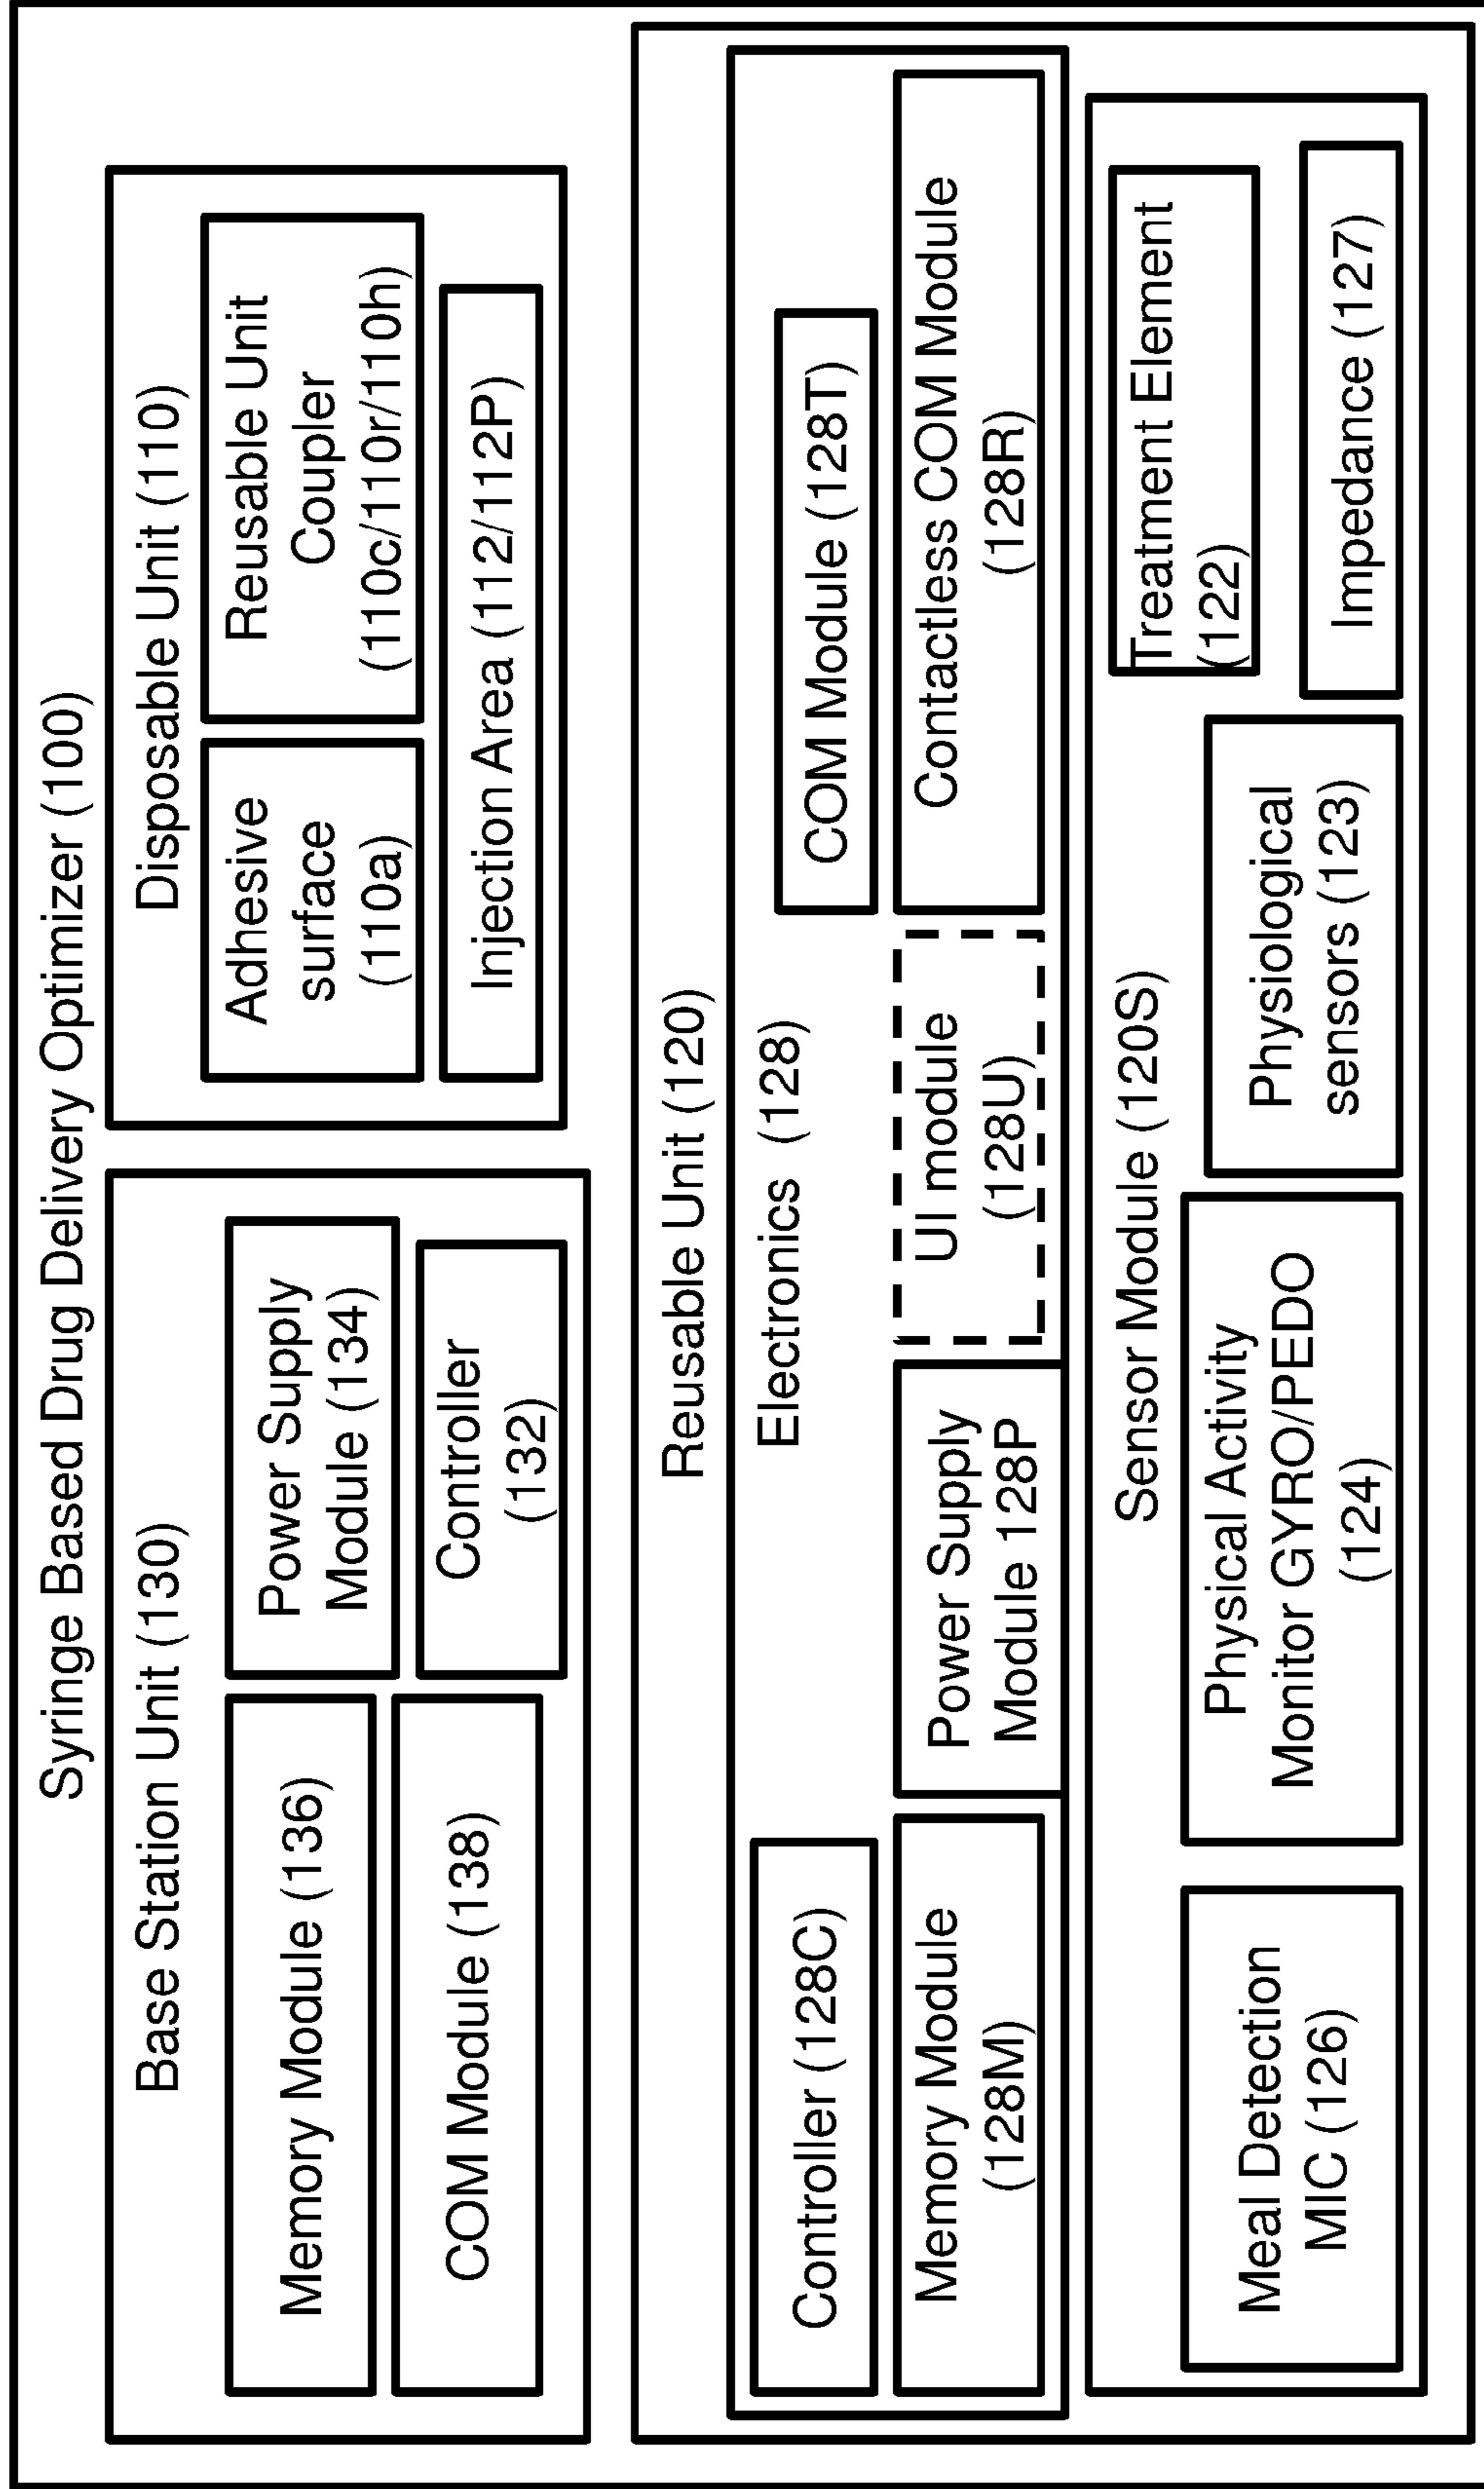 Syringe Based Drug Delivery Optimizer (100)
Base Station Unit (130)
Memory Module (136)
Power Supply
Module (134)
COM Module (138)
Controller
(132)
Disposable Unit (110)
Adhesive
surface
(110a)
Reusable Unit
Coupler
(110c/110r/110h)
Injection Area (112/112P)
Reusable Unit (120)
Electronics (128)
Controller (128C)
COM Module (128T)
Memory Module
(128M)
Power Supply
Module 128P
UI module
(128U)
Contactless COM Module
(128R)
Sensor Module (120S)
Meal Detection
MIC (126)
Physical Activity
Monitor GYRO/PEDO
(124)
Physiological
sensors (123)
Treatment Element
(122)
Impedance (127)